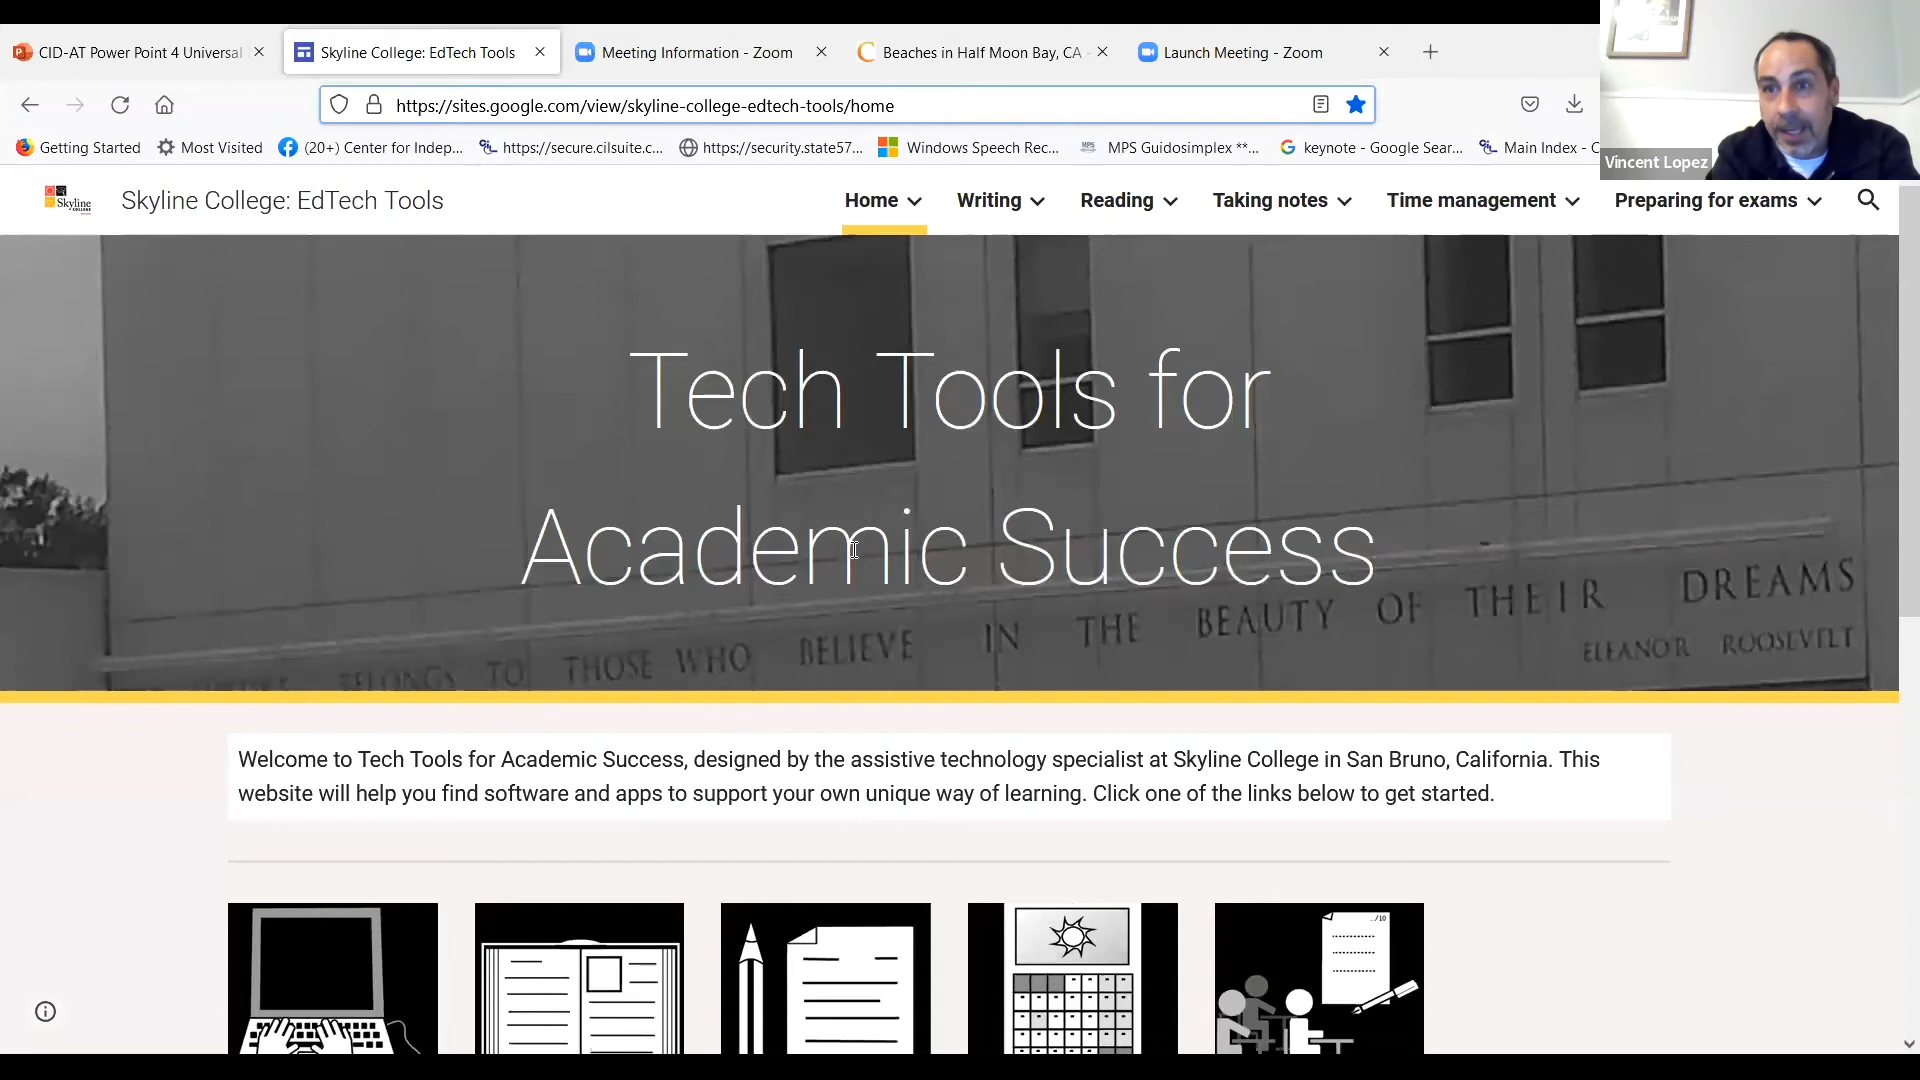 CID-AT Power Point 4 Universal
Skyline College: EdTech Tools
Meeting Information - Zoom
Beaches in Half Moon Bay, CA -
Launch Meeting - Zoom
https://sites.google.com/view/skyline-college-edtech-tools/home
Getting Started
Most Visited
(20+) Center for Indep...
https://secure.cilsuite.c...
https://security.state57...
Windows Speech Rec...
MPS Guidosimplex **...
keynote - Google Sear...
Main Index - C
Vincent Lopez
Skyline
Skyline College: EdTech Tools
Home
Writing
Reading
Taking notes
Time management
Preparing for exams
Tech Tools for
Academic Success
BELONGS TO THOSE WHO BELIEVE IN THE BEAUTY OF THEIR DREAMS
ELEANOR ROOSEVELT
Welcome to Tech Tools for Academic Success, designed by the assistive technology specialist at Skyline College in San Bruno, California. This
website will help you find software and apps to support your own unique way of learning. Click one of the links below to get started.
../10